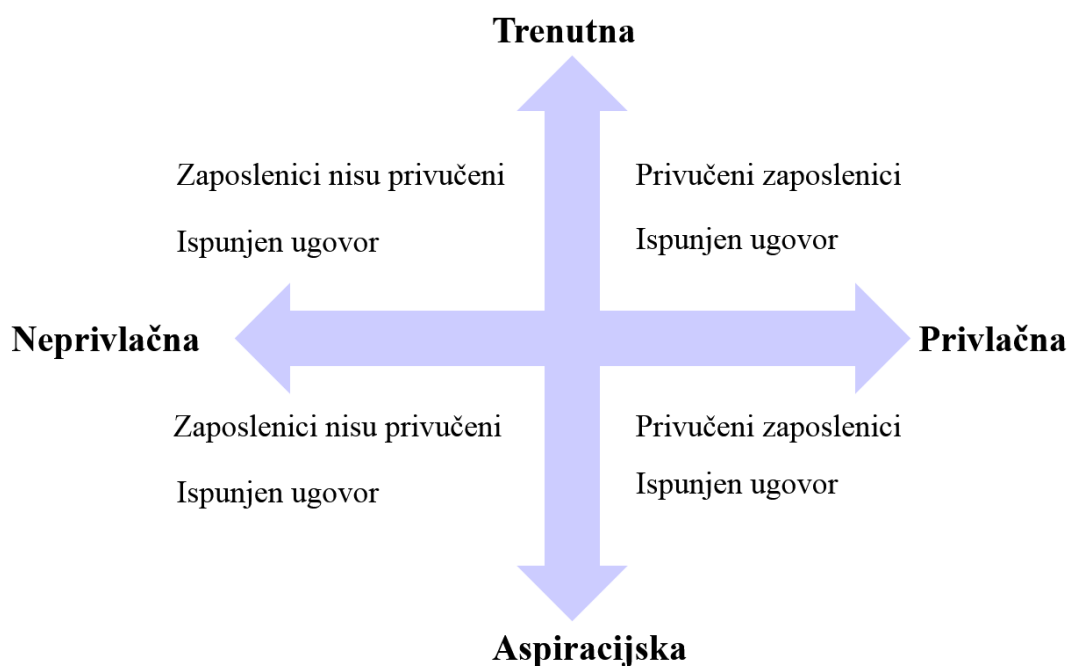 Trenutna
Zaposlenici nisu privučeni
Ispunjen ugovor
Privučeni zaposlenici
Ispunjen ugovor
Neprivlačna
Privlačna
Zaposlenici nisu privučeni
Ispunjen ugovor
Privučeni zaposlenici
Ispunjen ugovor
Aspiracijska